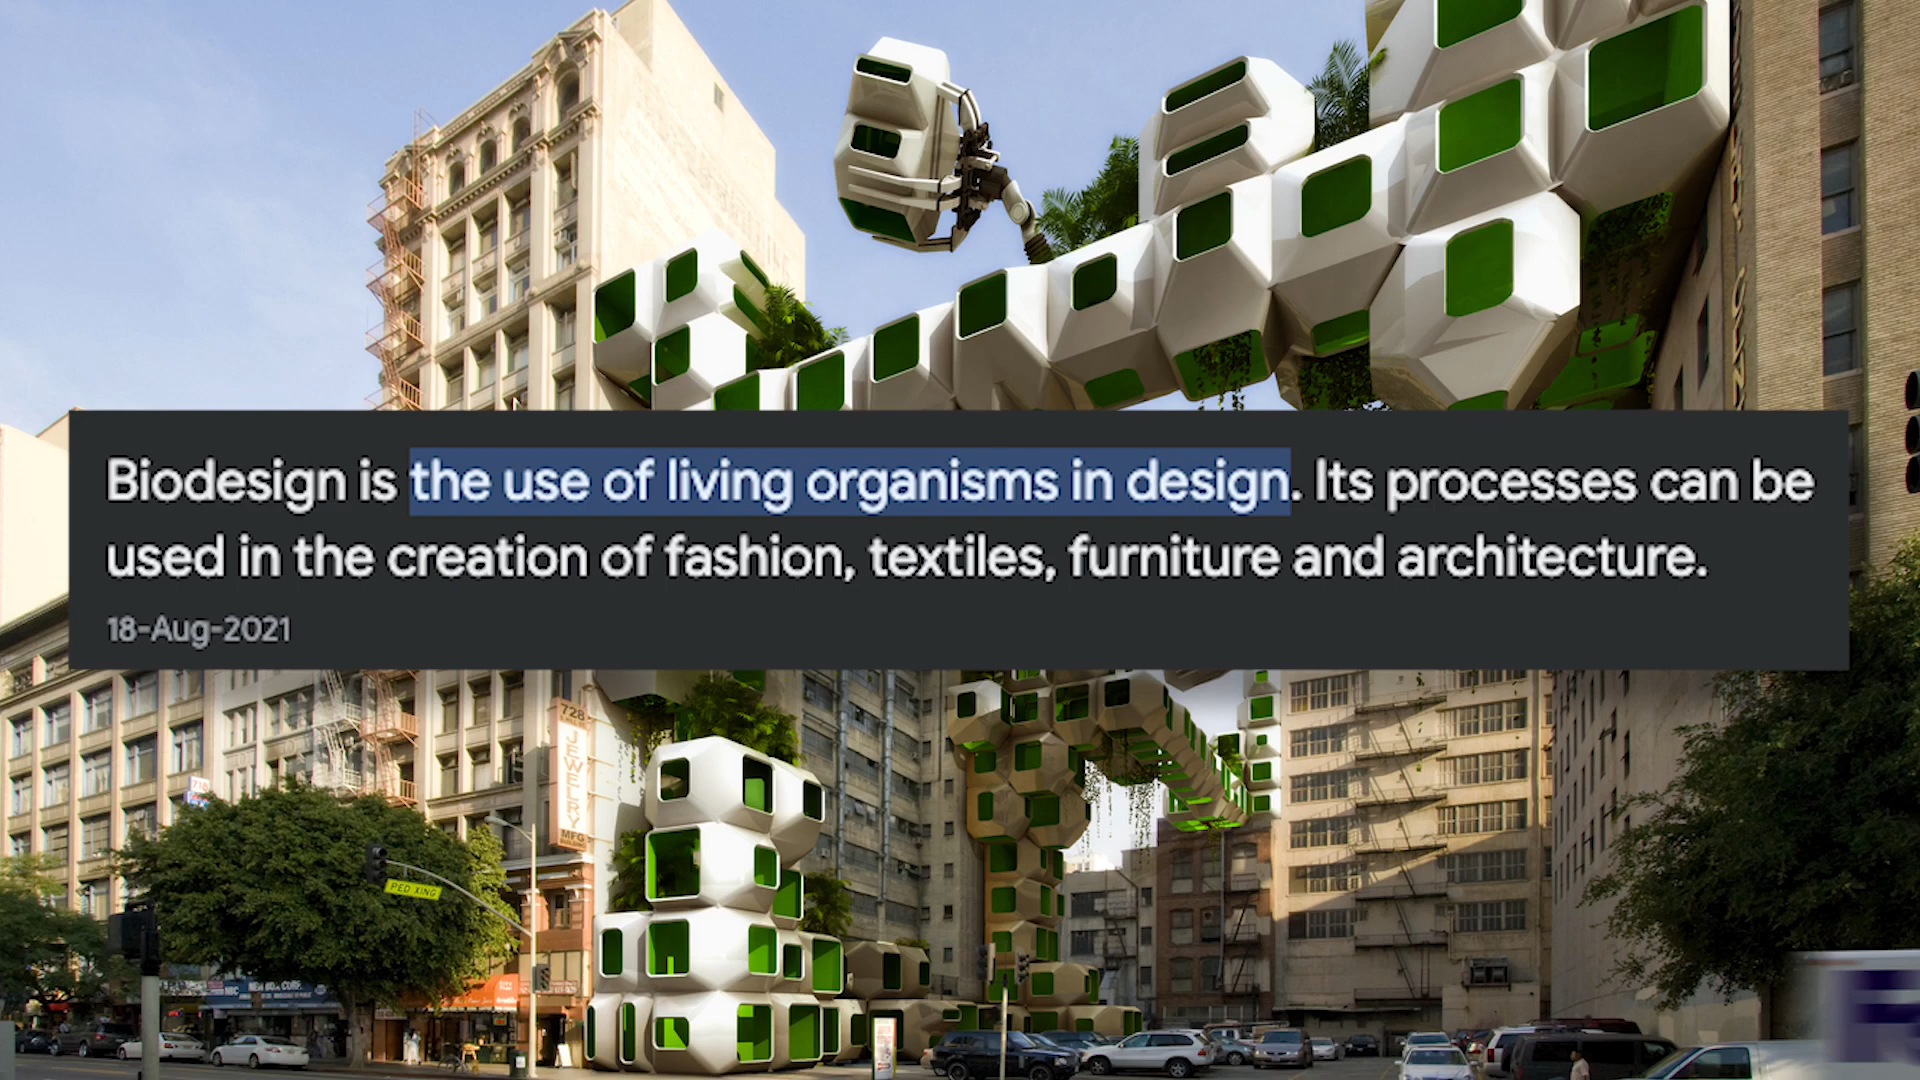 Biodesign is the use of living organisms in design. Its processes can be
used in the creation of fashion, textiles, furniture and architecture.
18-Aug-2021
728
JEWELRY
MFG
PED XING